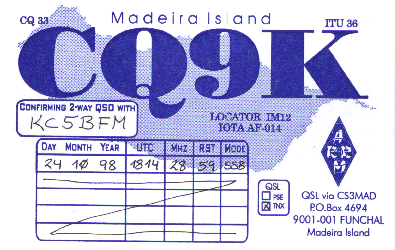 CQ 33
Madeira Island
ITU 36
CQ9K
CONFIRMING 2-WAY QSO WITH
KC5BFM
LOCATOR IM12
IOTA AF-014
DAY MONTH YEAR UTC MHZ RST MODE
24 10 98 1814 28 59 SSB
ARRM
QSL
PSE
TNX
QSL via CS3MAD
P.O.Box 4694
9001-001 FUNCHAL
Madeira Island